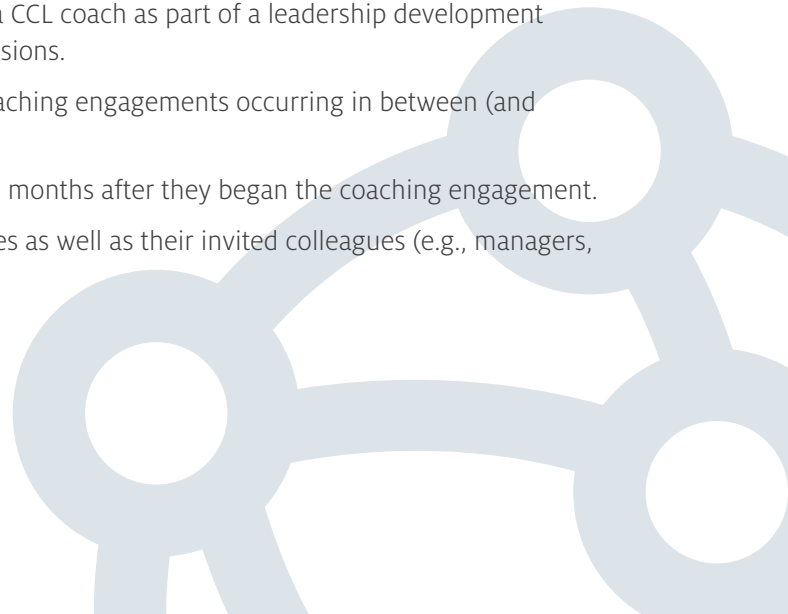 a CCL coach as part of a leadership development
sions.
aching engagements occurring in between (and
months after they began the coaching engagement.
es as well as their invited colleagues (e.g., managers,